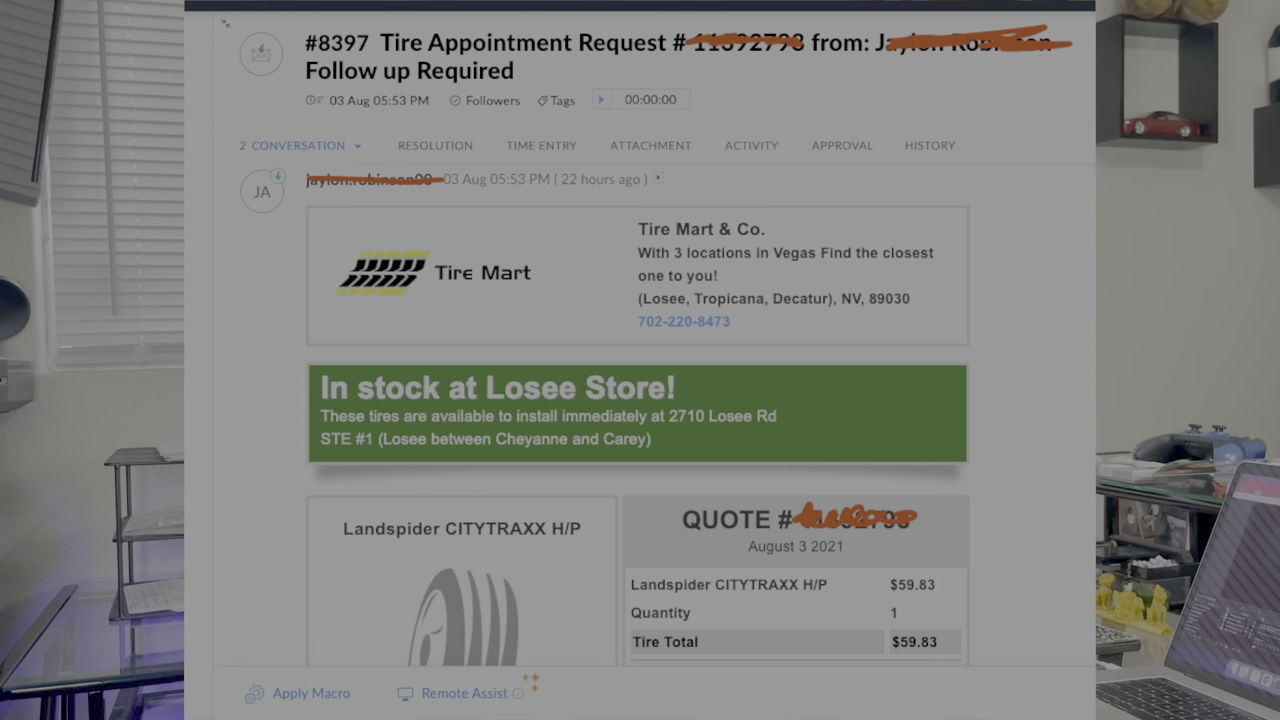 #8397 Tire Appointment Request # from:
Follow up Required
03 Aug 05:53 PM Followers Tags 00:00:00
2 CONVERSATION RESOLUTION TIME ENTRY ATTACHMENT ACTIVITY APPROVAL HISTORY
JA
03 Aug 05:53 PM ( 22 hours ago )
Tire Mart
Tire Mart & Co.
With 3 locations in Vegas Find the closest
one to you!
(Losee, Tropicana, Decatur), NV, 89030
702-220-8473
In stock at Losee Store!
These tires are available to install immediately at 2710 Losee Rd
STE #1 (Losee between Cheyanne and Carey)
Landspider CITYTRAXX H/P
QUOTE #
August 3 2021
Landspider CITYTRAXX H/P $59.83
Quantity 1
Tire Total $59.83
Apply Macro Remote Assist